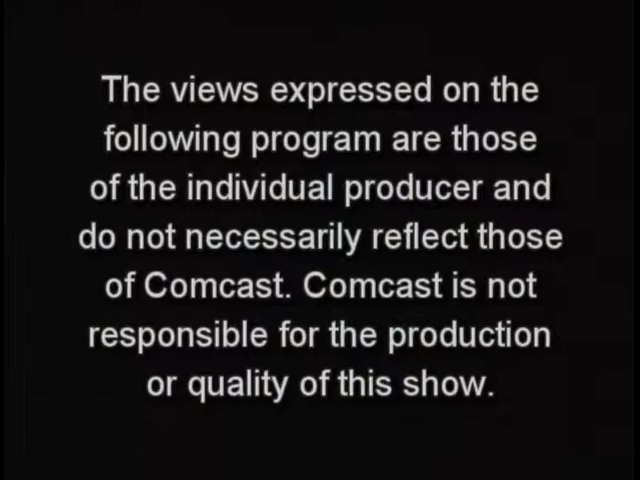 The views expressed on the
following program are those
of the individual producer and
do not necessarily reflect those
of Comcast. Comcast is not
responsible for the production
or quality of this show.